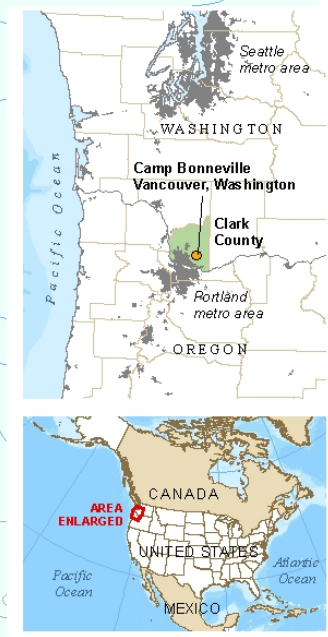 Seattle
metro area
WASHINGTON
Camp Bonneville
Vancouver, Washington
Clark
County
Pacific Ocean
Portland
metro area
OREGON
CANADA
AREA
ENLARGED
UNITED STATES
Pacific
Ocean
Atlantic
Ocean
MEXICO